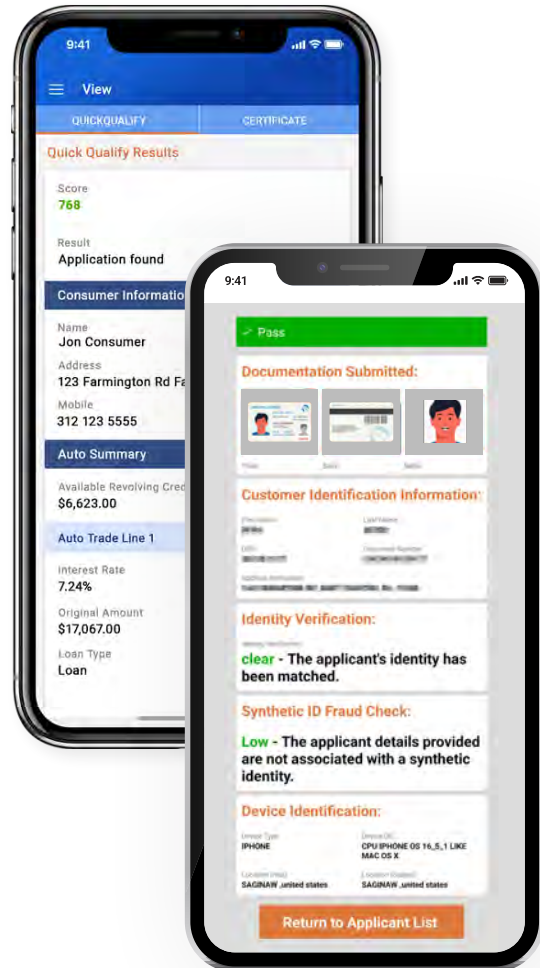 9:41
View
QUICKQUALIFY
CERTIFICATE
Quick Qualify Results
Score
768
Result
Application found
Consumer Informatio
Name
Jon Consumer
Address
123 Farmington Rd Fa
Mobile
312 123 5555
Auto Summary
Available Revolving Cred
$6,623.00
Auto Trade Line 1
Interest Rate
7.24%
Original Amount
$17,067.00
Loan Type
Loan
9:41
Pass
Documentation Submitted:
Customer Identification Information:
Identity Verification:
clear - The applicant's identity has
been matched.
Synthetic ID Fraud Check:
Low - The applicant details provided
are not associated with a synthetic
identity.
Device Identification:
Device Type
IPHONE
CPU IPHONE OS 16_5_1 LIKE
MAC OS X
SAGINAW ,united states
SAGINAW ,united states
Return to Applicant List